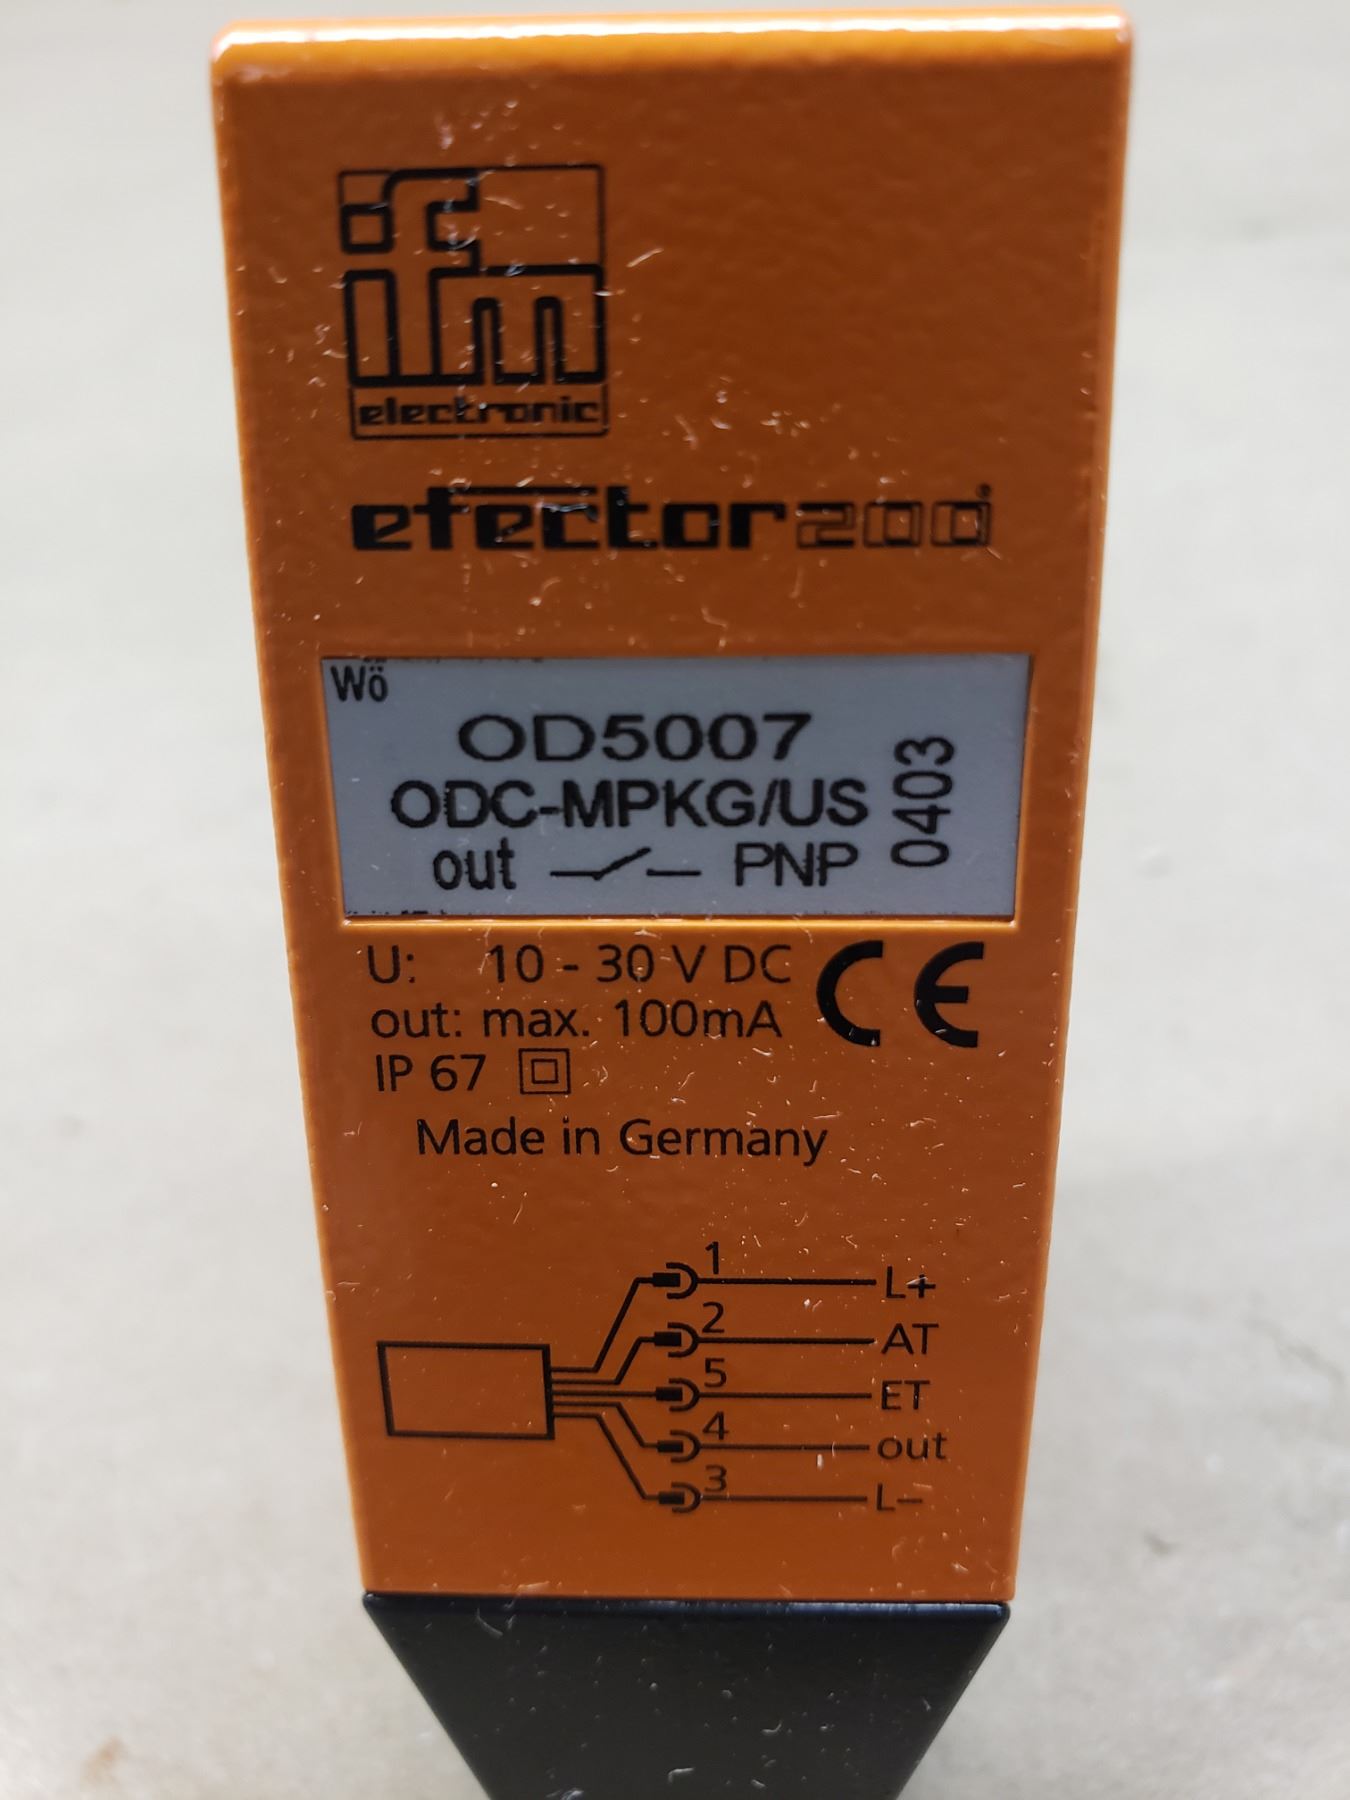 ifm
electronic
efector200
Wö
OD5007
ODC-MPKG/US
out PNP
0403
U: 10 - 30 V DC CE
out: max. 100mA
IP 67
Made in Germany
1 L+
2 AT
5 ET
4 out
3 L–